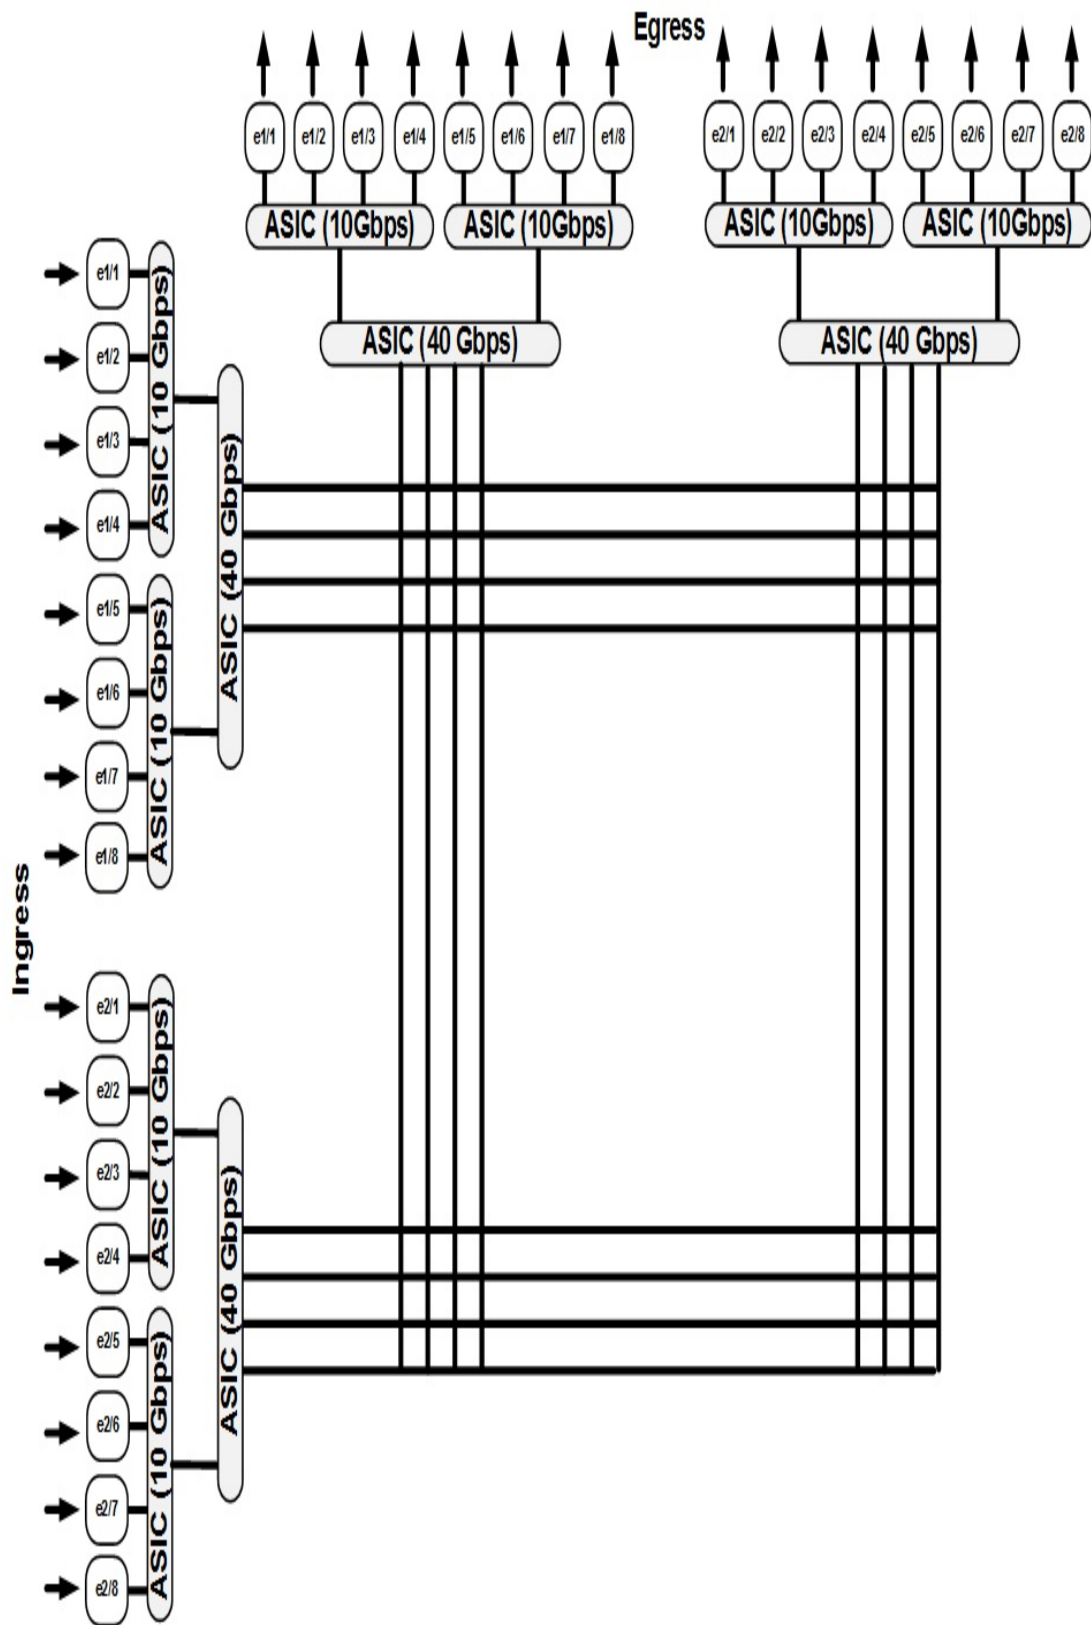 Egress
e1/1 e1/2 e1/3 e1/4 e1/5 e1/6 e1/7 e1/8
e2/1 e2/2 e2/3 e2/4 e2/5 e2/6 e2/7 e2/8
ASIC (10Gbps)
ASIC (10Gbps)
ASIC (10Gbps)
ASIC (10Gbps)
ASIC (40 Gbps)
ASIC (40 Gbps)
Ingress
e1/1
e1/2
e1/3
e1/4
e1/5
e1/6
e1/7
e1/8
ASIC (10 Gbps)
ASIC (10 Gbps)
ASIC (40 Gbps)
e2/1
e2/2
e2/3
e2/4
e2/5
e2/6
e2/7
e2/8
ASIC (10 Gbps)
ASIC (10 Gbps)
ASIC (40 Gbps)